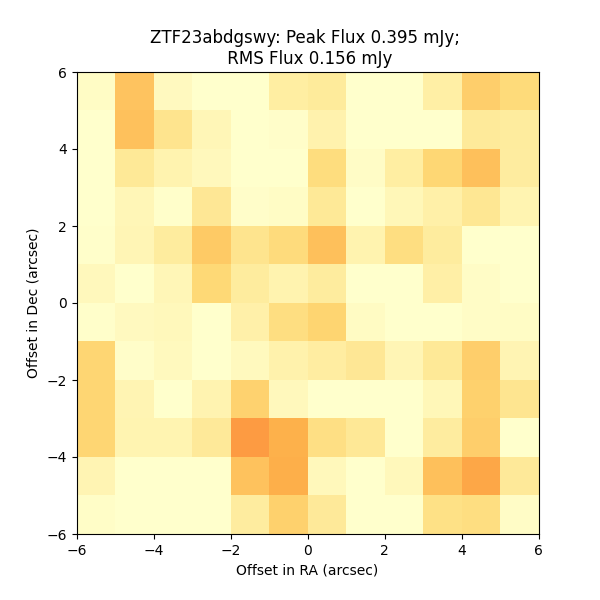 ZTF23abdgswy: Peak Flux 0.395 mJy;
RMS Flux 0.156 mJy
6
4
2
0
−2
−4
−6
Offset in Dec (arcsec)
−6 −4 −2 0 2 4 6
Offset in RA (arcsec)